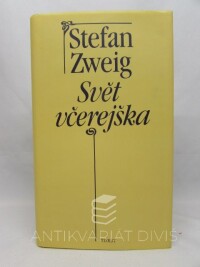 Stefan
Zweig
Svět
včerejška
ANTIKVARIÁT DIVIŠ